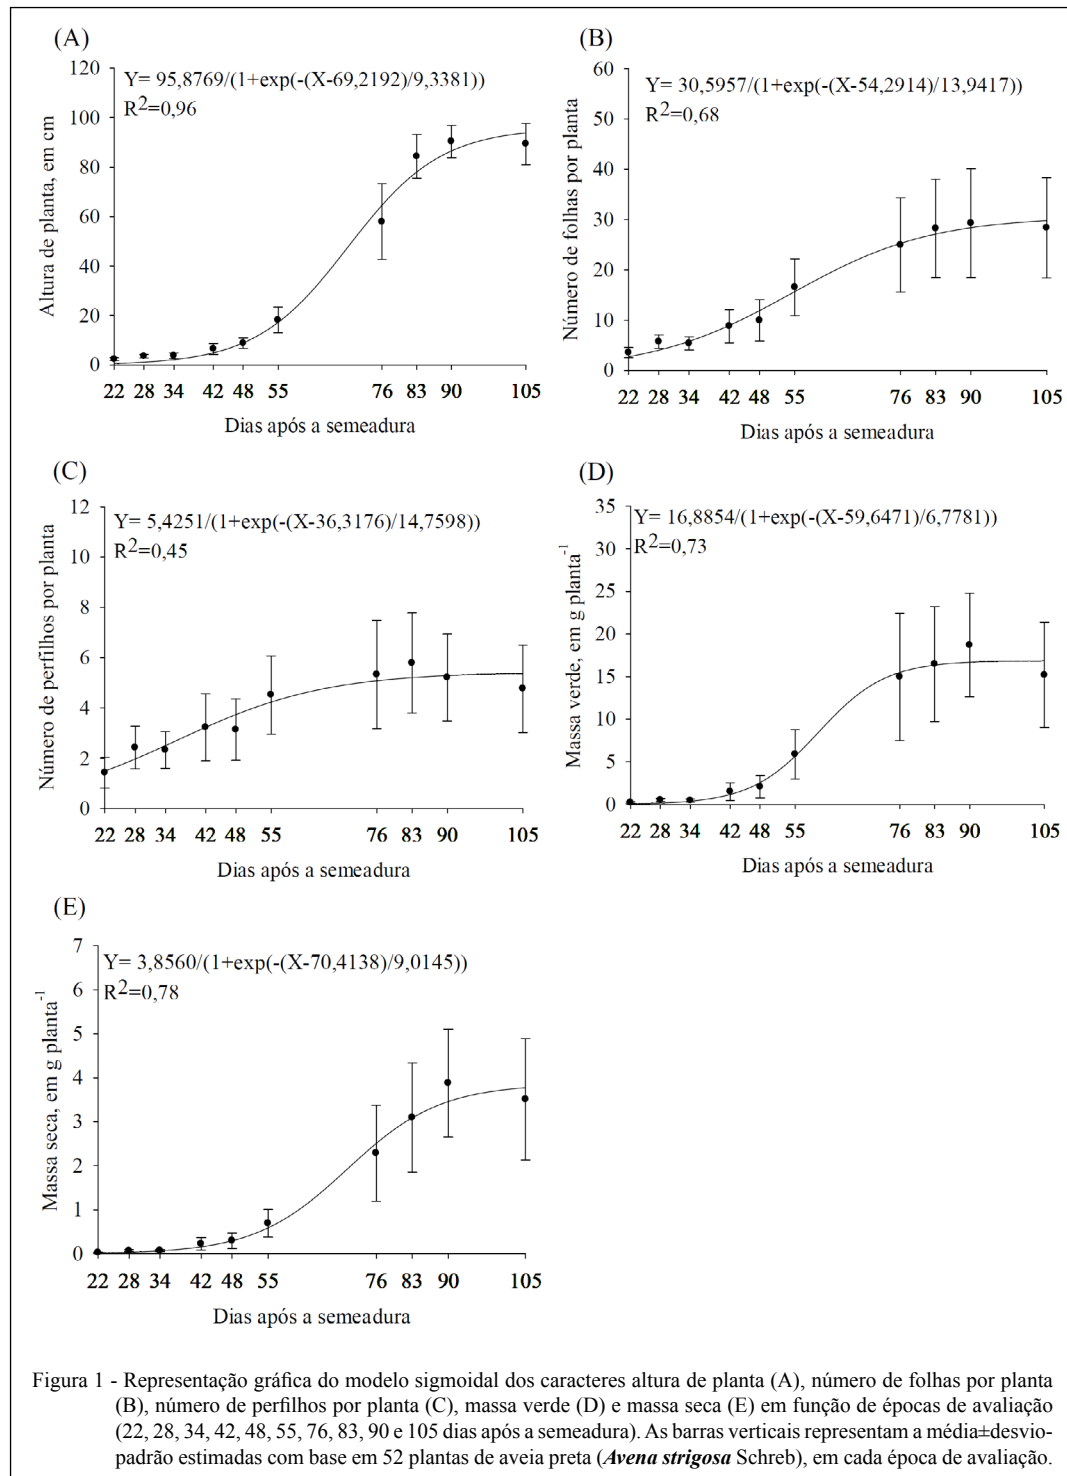 (A)
Y= 95,8769/(1+exp(-(X-69,2192)/9,3381))
R2=0,96
Altura de planta, em cm
120
100
80
60
40
20
0
22 28 34 42 48 55 76 83 90 105
Dias após a semeadura
(B)
Y= 30,5957/(1+exp(-(X-54,2914)/13,9417))
R2=0,68
Número de folhas por planta
60
50
40
30
20
10
0
22 28 34 42 48 55 76 83 90 105
Dias após a semeadura
(C)
Y= 5,4251/(1+exp(-(X-36,3176)/14,7598))
R2=0,45
Número de perfilhos por planta
12
10
8
6
4
2
0
22 28 34 42 48 55 76 83 90 105
Dias após a semeadura
(D)
Y= 16,8854/(1+exp(-(X-59,6471)/6,7781))
R2=0,73
Massa verde, em g planta-1
35
30
25
20
15
10
5
0
22 28 34 42 48 55 76 83 90 105
Dias após a semeadura
(E)
Y= 3,8560/(1+exp(-(X-70,4138)/9,0145))
R2=0,78
Massa seca, em g planta-1
7
6
5
4
3
2
1
0
22 28 34 42 48 55 76 83 90 105
Dias após a semeadura
Figura 1 - Representação gráfica do modelo sigmoidal dos caracteres altura de planta (A), número de folhas por planta
(B), número de perfilhos por planta (C), massa verde (D) e massa seca (E) em função de épocas de avaliação
(22, 28, 34, 42, 48, 55, 76, 83, 90 e 105 dias após a semeadura). As barras verticais representam a média±desvio-
padrão estimadas com base em 52 plantas de aveia preta (Avena strigosa Schreb), em cada época de avaliação.